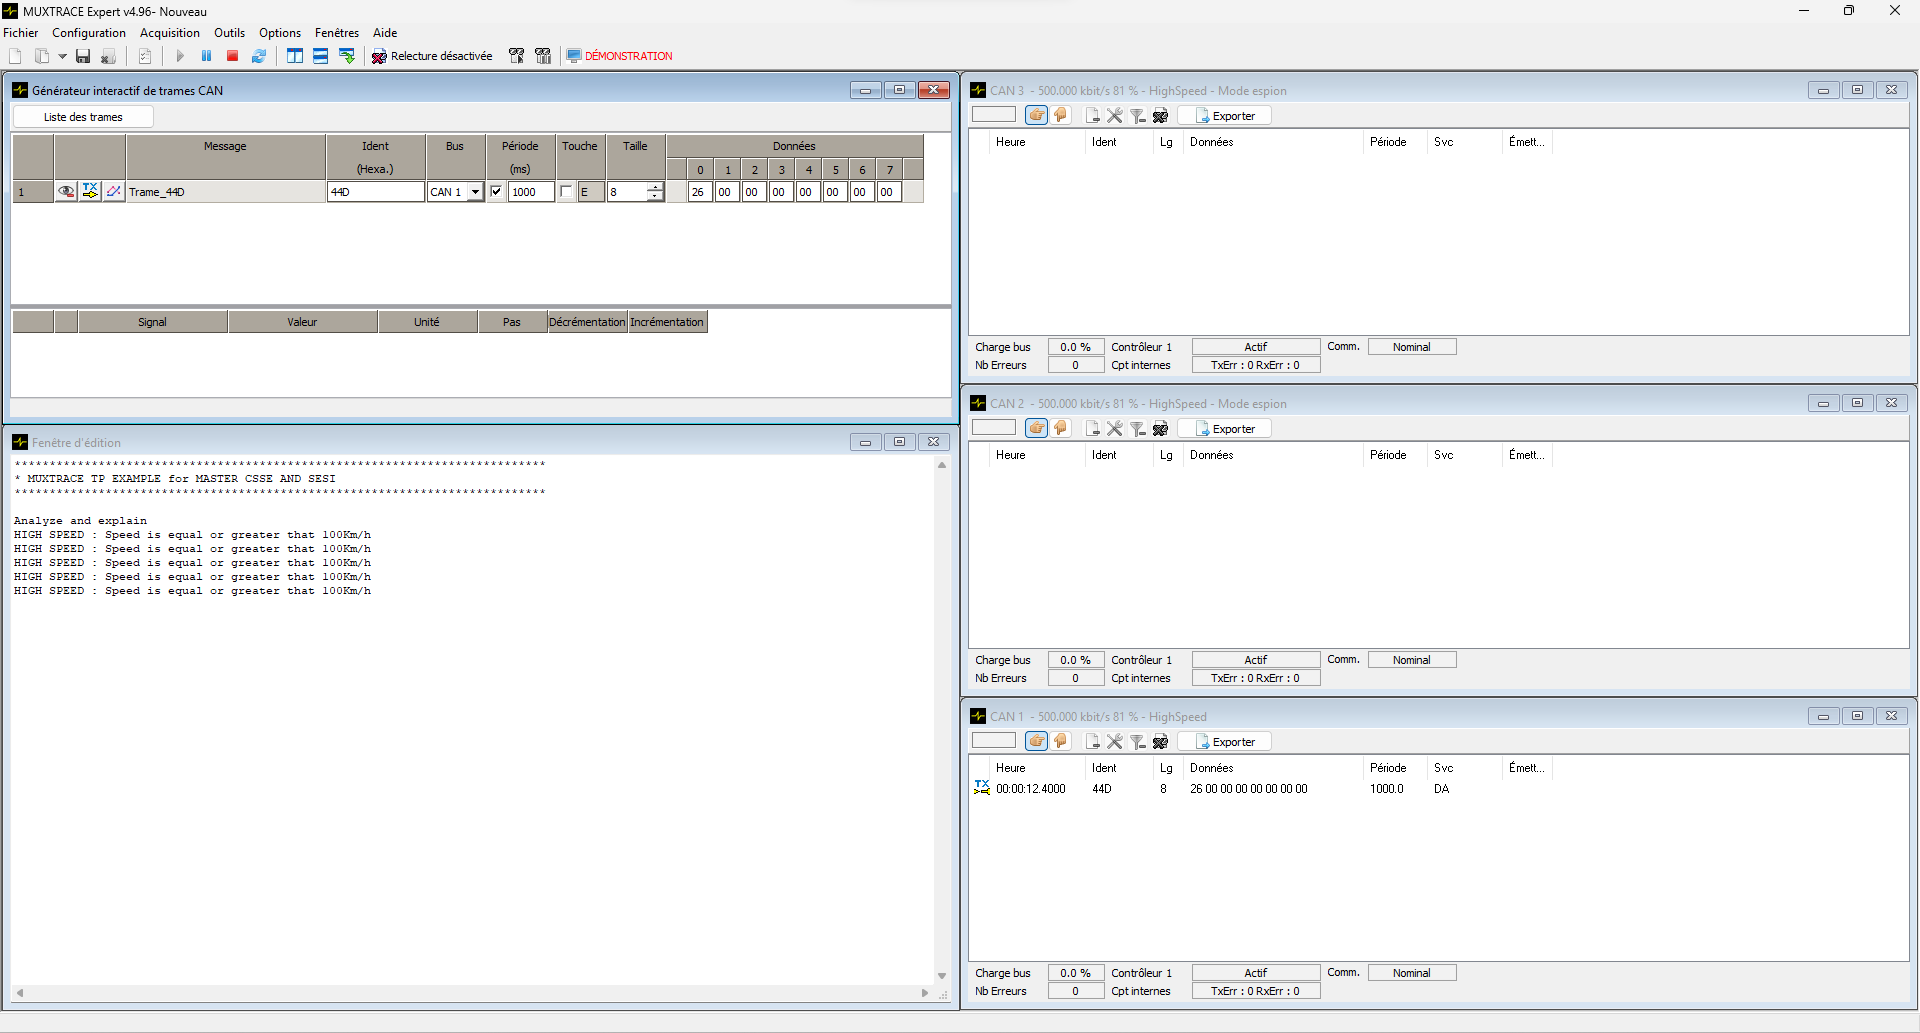 MUXTRACE Expert v4.96- Nouveau
Fichier Configuration Acquisition Outils Options Fenêtres Aide
Relecture désactivée DÉMONSTRATION
Générateur interactif de trames CAN
Liste des trames
Message Ident Bus Période Touche Taille Données
(Hexa.) (ms) 0 1 2 3 4 5 6 7
1 TX Trame_44D 44D CAN 1 1000 E 8 26 00 00 00 00 00 00 00
Signal Valeur Unité Pas Décrémentation Incrémentation
Fenêtre d'édition
****************************************************************************
* MUXTRACE TP EXAMPLE for MASTER CSSE AND SESI
****************************************************************************
Analyze and explain
HIGH SPEED : Speed is equal or greater that 100Km/h
HIGH SPEED : Speed is equal or greater that 100Km/h
HIGH SPEED : Speed is equal or greater that 100Km/h
HIGH SPEED : Speed is equal or greater that 100Km/h
HIGH SPEED : Speed is equal or greater that 100Km/h
CAN 3 - 500.000 kbit/s 81 % - HighSpeed - Mode espion
Exporter
Heure Ident Lg Données Période Svc Émett...
Charge bus 0.0 % Contrôleur 1 Actif Comm. Nominal
Nb Erreurs 0 Cpt internes TxErr : 0 RxErr : 0
CAN 2 - 500.000 kbit/s 81 % - HighSpeed - Mode espion
Exporter
Heure Ident Lg Données Période Svc Émett...
Charge bus 0.0 % Contrôleur 1 Actif Comm. Nominal
Nb Erreurs 0 Cpt internes TxErr : 0 RxErr : 0
CAN 1 - 500.000 kbit/s 81 % - HighSpeed
Exporter
Heure Ident Lg Données Période Svc Émett...
TX 00:00:12.4000 44D 8 26 00 00 00 00 00 00 00 1000.0 DA
Charge bus 0.0 % Contrôleur 1 Actif Comm. Nominal
Nb Erreurs 0 Cpt internes TxErr : 0 RxErr : 0